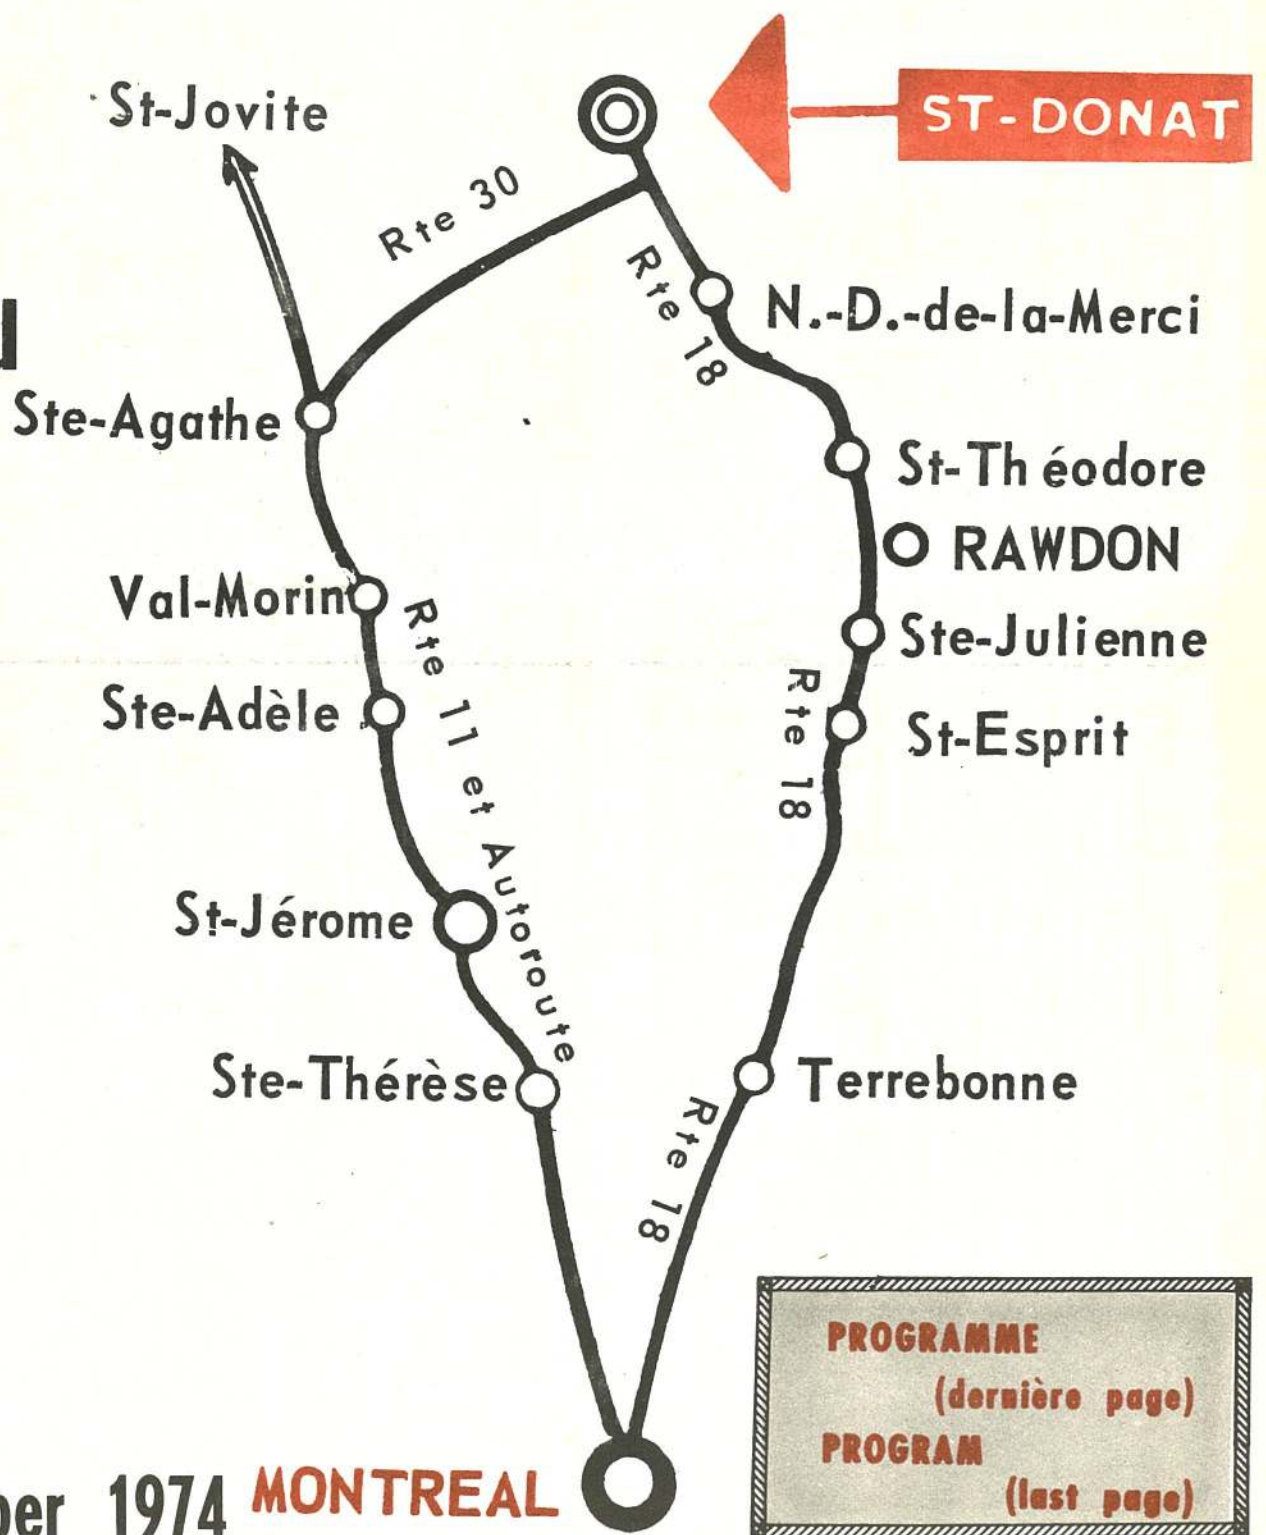 St-Jovite
ST-DONAT
Rte 30
Rte 18
N.-D.-de-la-Merci
Ste-Agathe
St-Théodore
RAWDON
Val-Morin
Rte 11 et Autoroute
Ste-Julienne
Ste-Adèle
Rte 18
St-Esprit
St-Jérome
Ste-Thérèse
Terrebonne
Rte 18
PROGRAMME
(dernière page)
PROGRAM
(last page)
1974
MONTREAL